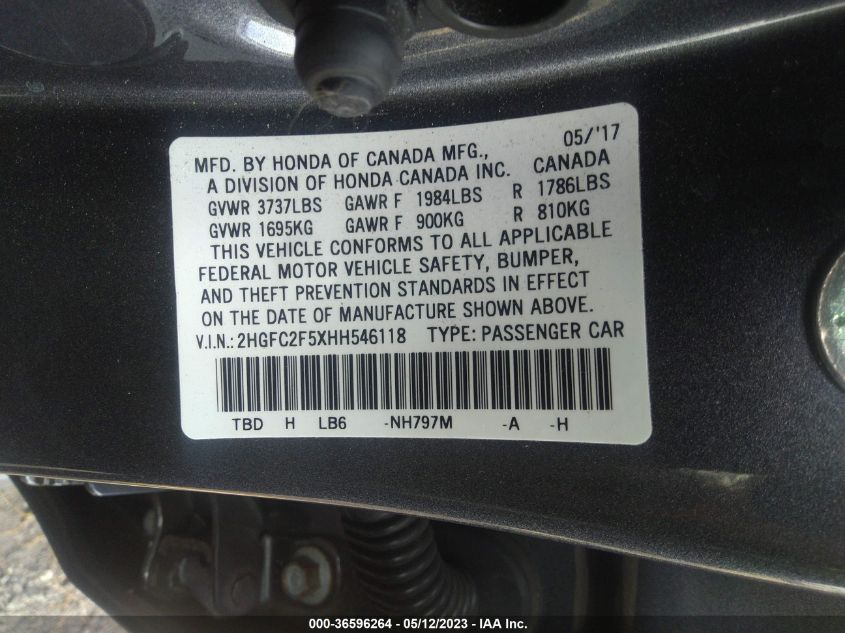 05/'17
MFD. BY HONDA OF CANADA MFG.,
A DIVISION OF HONDA CANADA INC. CANADA
GVWR 3737LBS GAWR F 1984LBS R 1786LBS
GVWR 1695KG GAWR F 900KG R 810KG
THIS VEHICLE CONFORMS TO ALL APPLICABLE
FEDERAL MOTOR VEHICLE SAFETY, BUMPER,
AND THEFT PREVENTION STANDARDS IN EFFECT
ON THE DATE OF MANUFACTURE SHOWN ABOVE.
V.I.N.: 2HGFC2F5XHH546118 TYPE: PASSENGER CAR
TBD H LB6 -NH797M -A -H
000-36596264 - 05/12/2023 - IAA Inc.